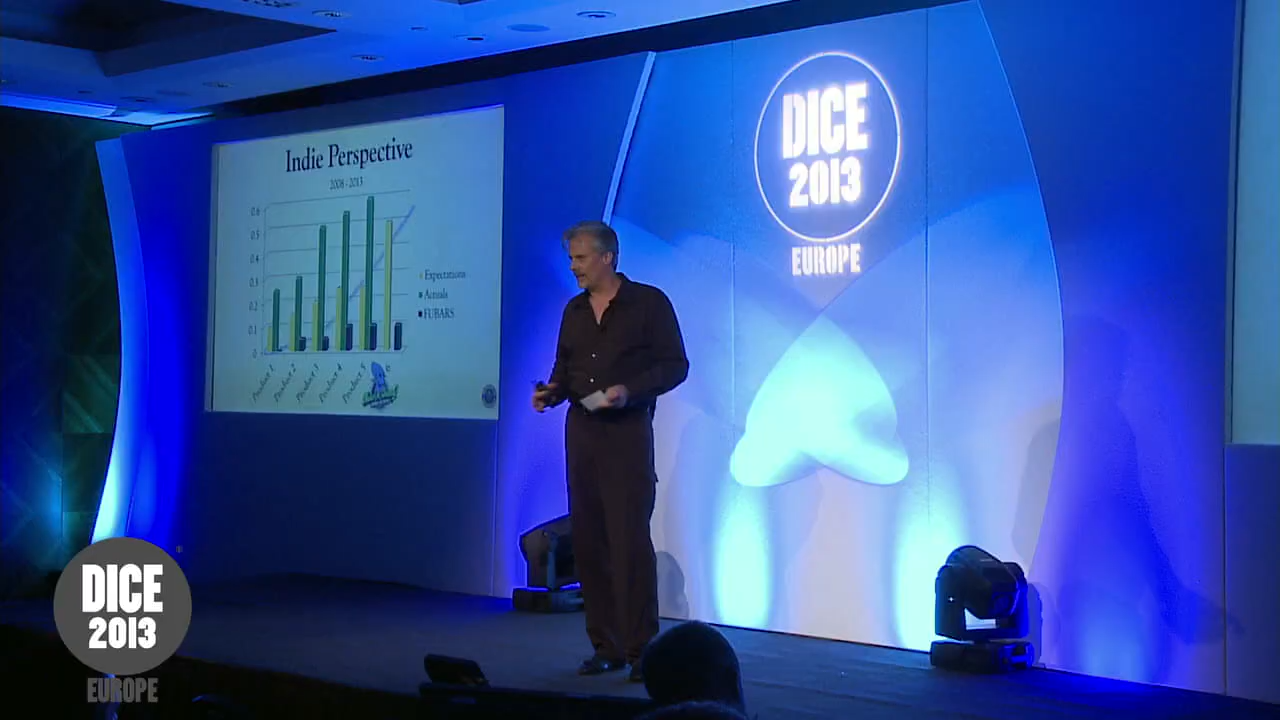 Indie Perspective
2008 - 2013
0.6
0.5
0.4
0.3
0.2
0.1
0
Expectations
Actuals
FUBARS
Product 1
Product 2
Product 3
Product 4
Product 5
6
DICE
2013
EUROPE
DICE
2013
EUROPE